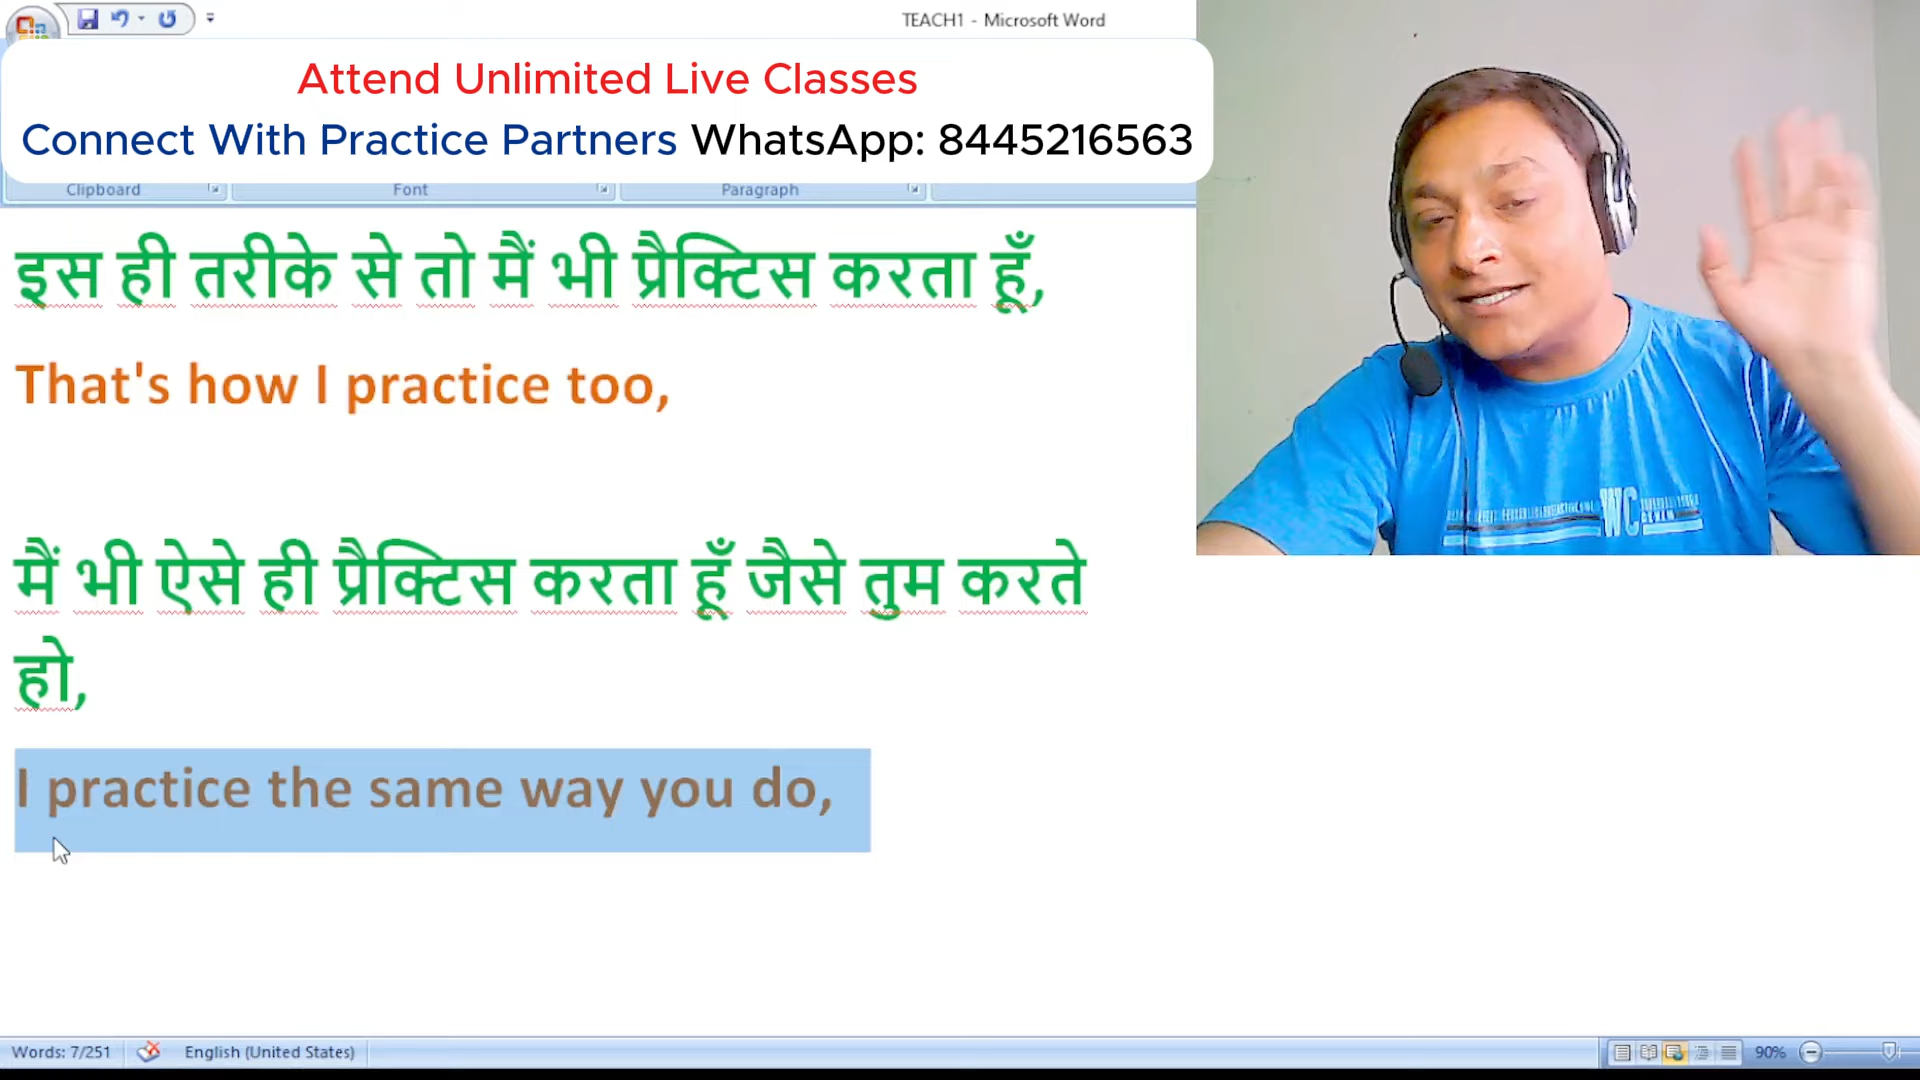 TEACH1 - Microsoft Word
Attend Unlimited Live Classes
Connect With Practice Partners WhatsApp: 8445216563
Clipboard Font Paragraph
इस ही तरीके से तो मैं भी प्रैक्टिस करता हूँ,
That's how I practice too,
मैं भी ऐसे ही प्रैक्टिस करता हूँ जैसे तुम करते
हो,
I practice the same way you do,
WC
Words: 7/251 English (United States) 90%